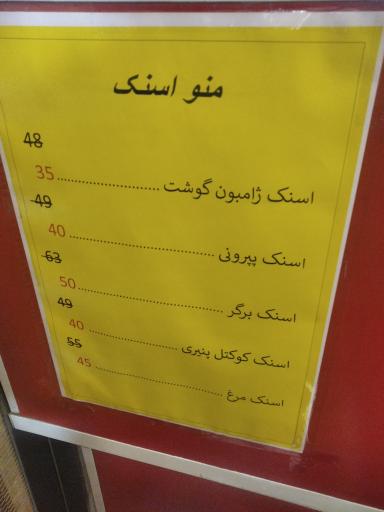 منو اسنک
48
اسنک ژامبون گوشت .................... 35
49
اسنک پپرونی .................... 40
63
اسنک برگر .................... 50
49
اسنک کوکتل پنیری .................... 40
55
اسنک مرغ .................... 45